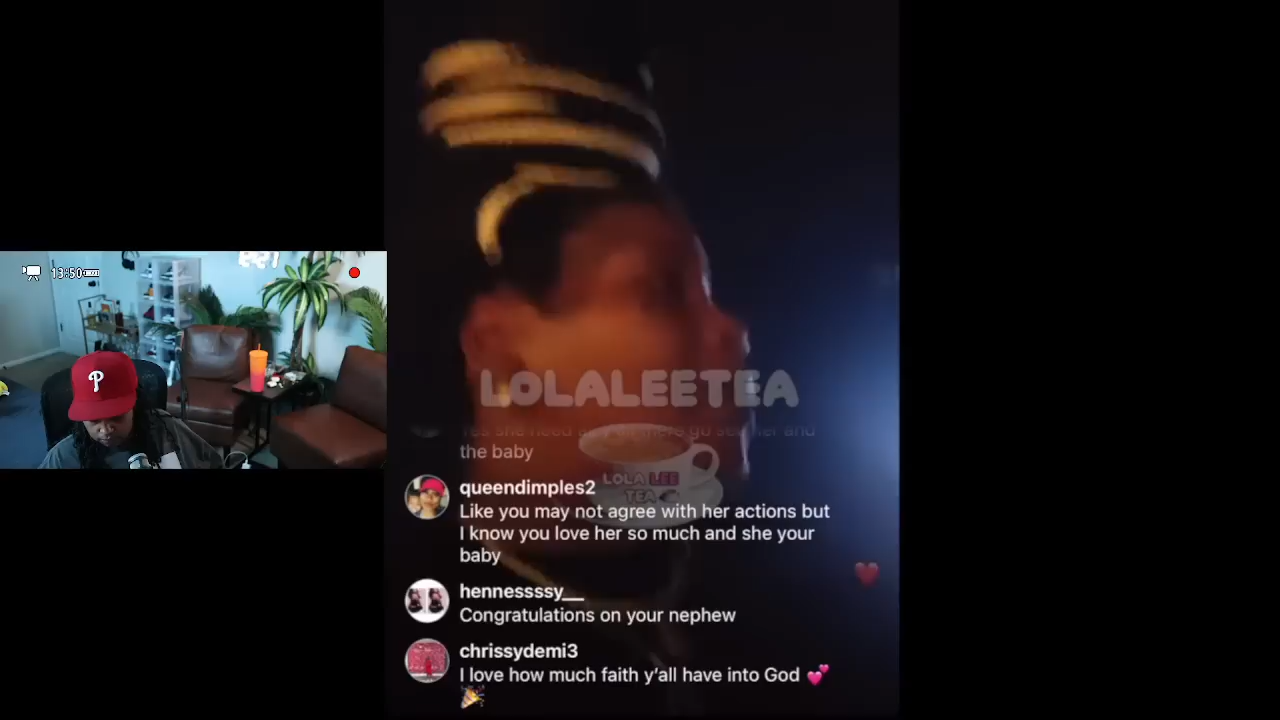 13:50
P
LOLALEETEA
the baby
LOLA LEE
TEA
queendimples2
Like you may not agree with her actions but
I know you love her so much and she your
baby
hennessssy__
Congratulations on your nephew
chrissydemi3
I love how much faith y'all have into God 💕
🎉